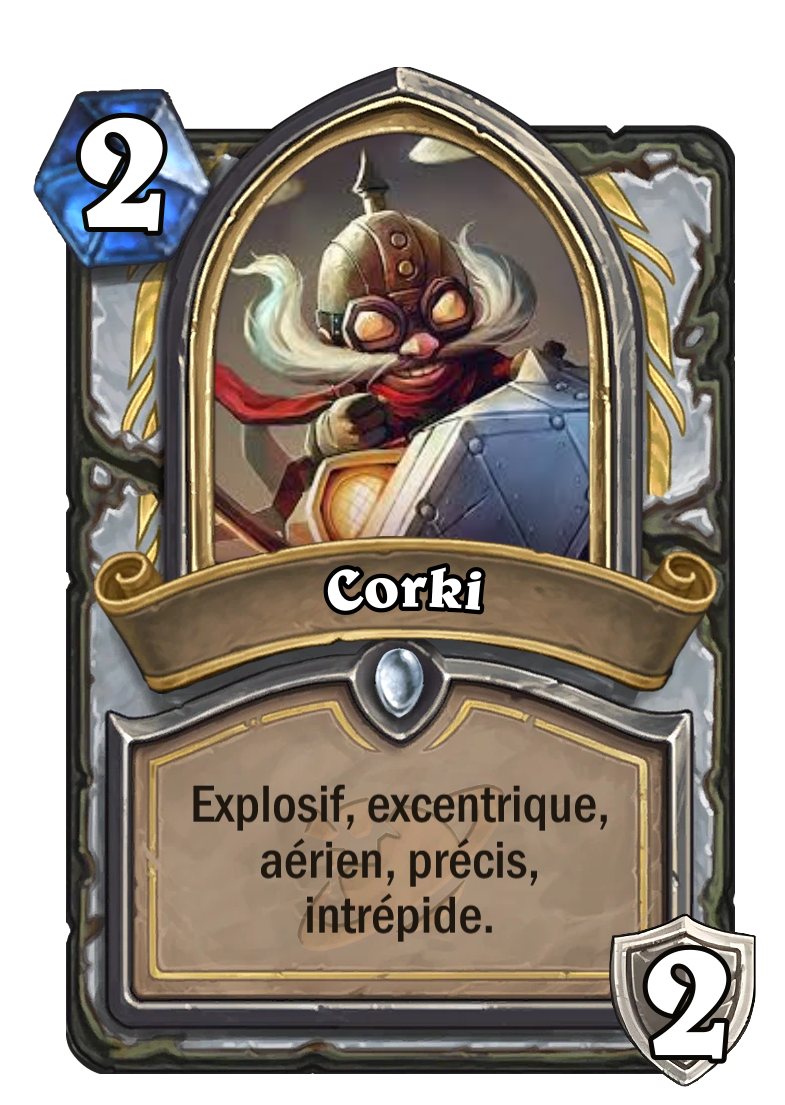 2
Corki
Explosif, excentrique,
aérien, précis,
intrépide.
2